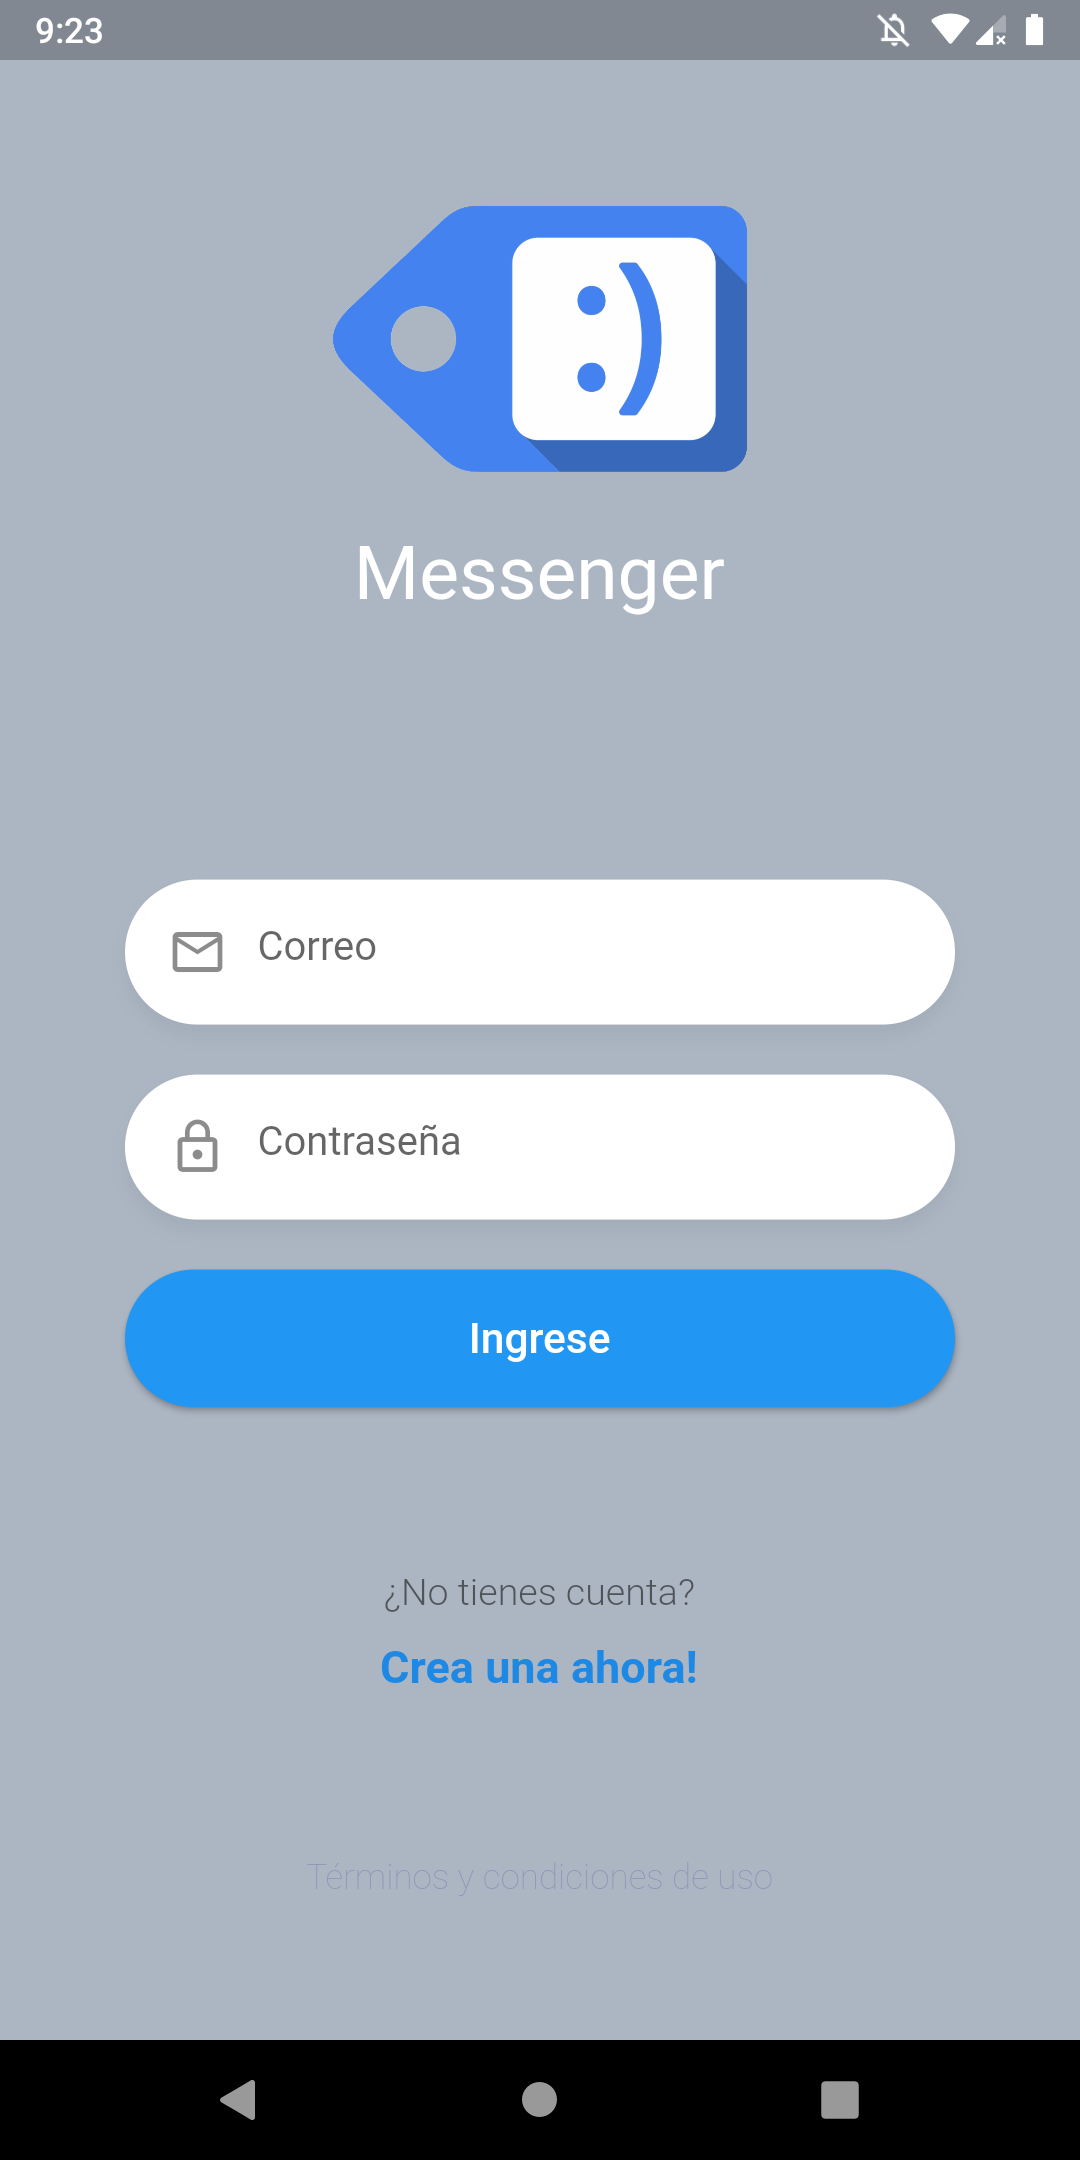 9:23
:)
Messenger
Correo
Contraseña
Ingrese
¿No tienes cuenta?
Crea una ahora!
Términos y condiciones de uso